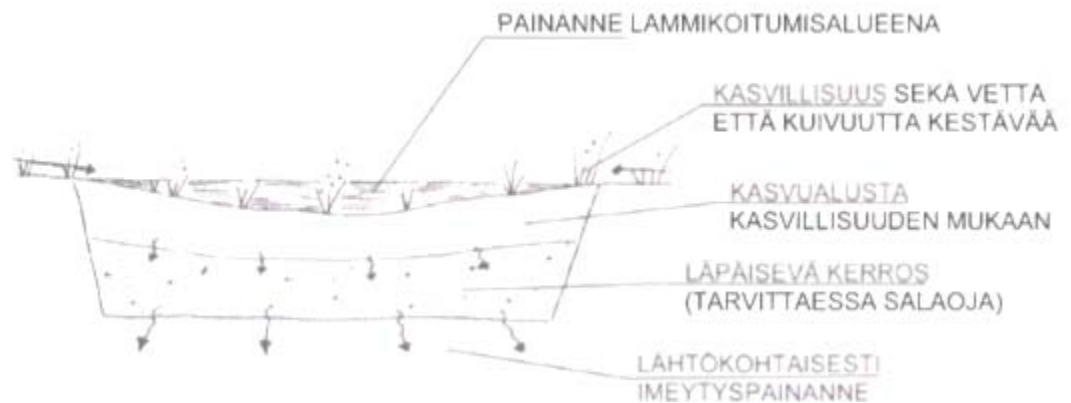 PAINANNE LAMMIKOITUMISALUEENA
KASVILLISUUS SEKÄ VETTA
ETTÄ KUIVUUTTA KESTÄVÄÄ
KASVUALUSTA
KASVILLISUUDEN MUKAAN
LÄPÄISEVÄ KERROS
(TARVITTAESSA SALAOJA)
LÄHTÖKOHTAISESTI
IMEYTYSPAINANNE